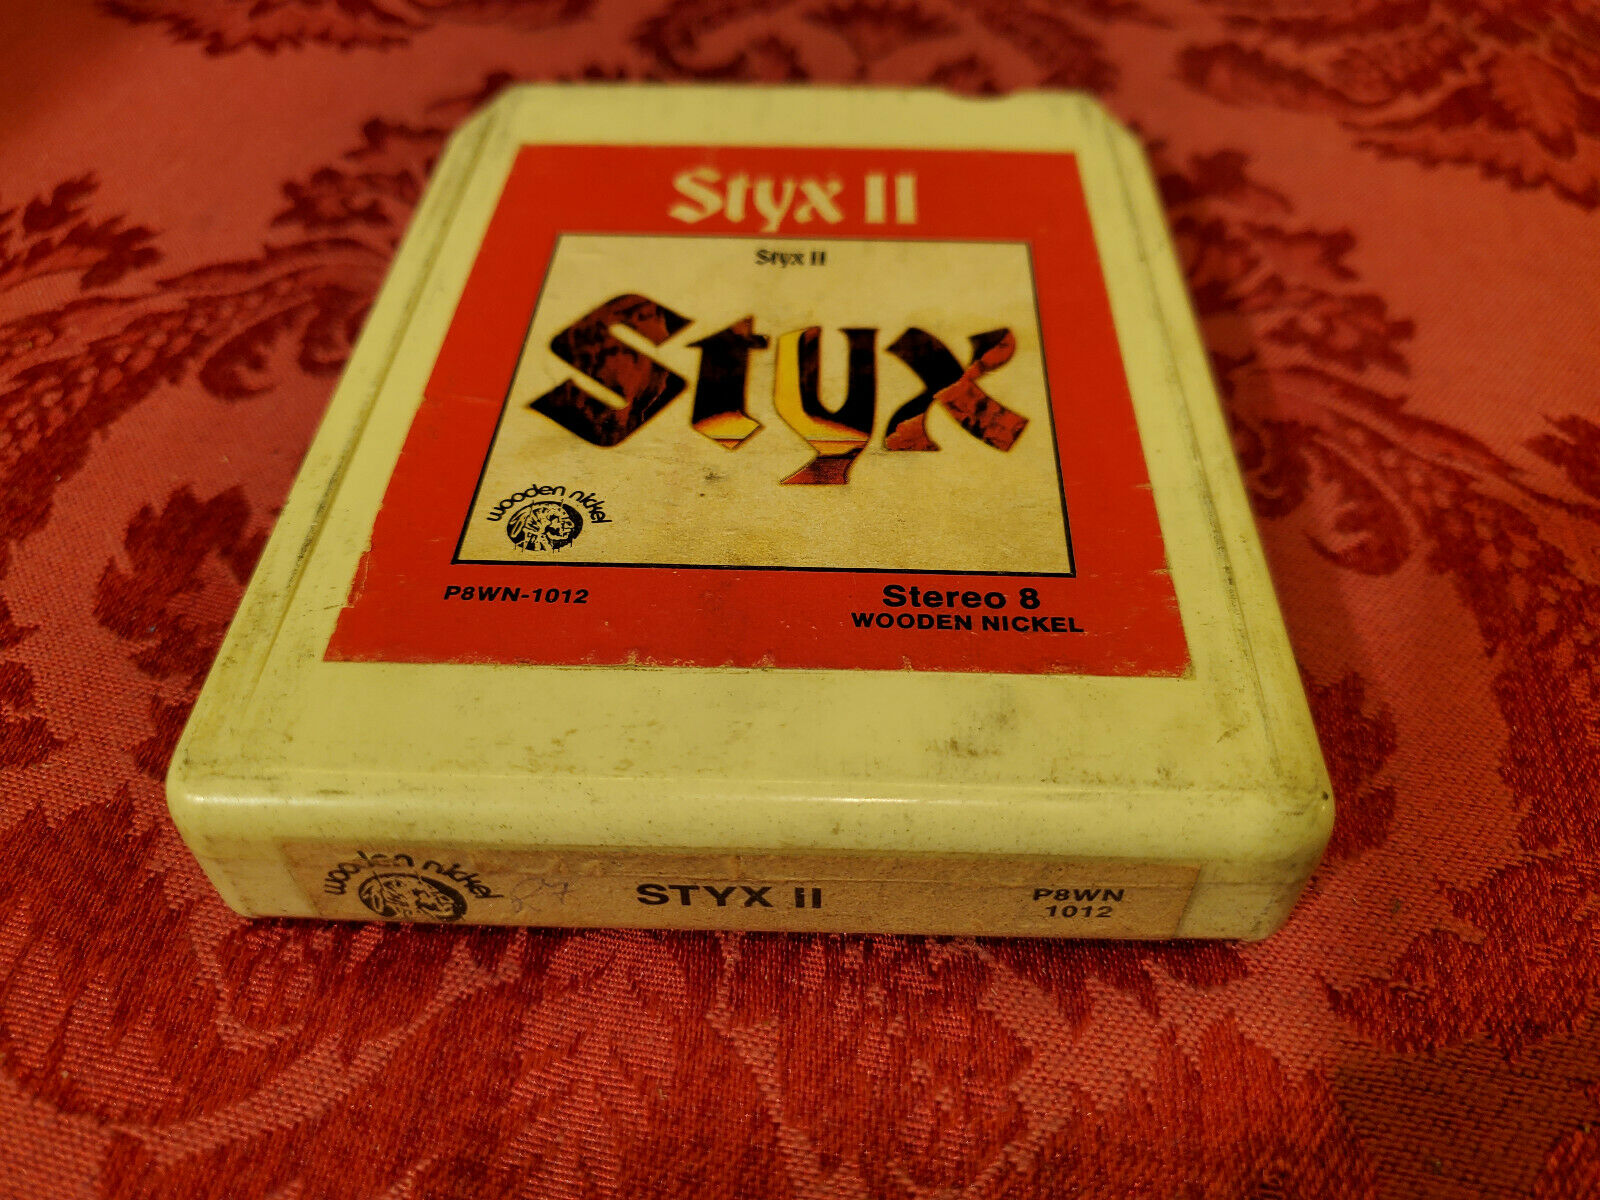 Styx II
Styx II
Styx
wooden nickel
P8WN-1012
Stereo 8
WOODEN NICKEL
wooden nickel
STYX II
P8WN
1012